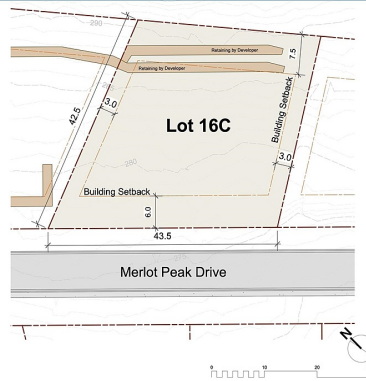 290
Retaining by Developer
7.5
Retaining by Developer
42.5
3.0
Lot 16C
Building Setback
280
3.0
Building Setback
6.0
43.5
Merlot Peak Drive
275
N
0
10
20